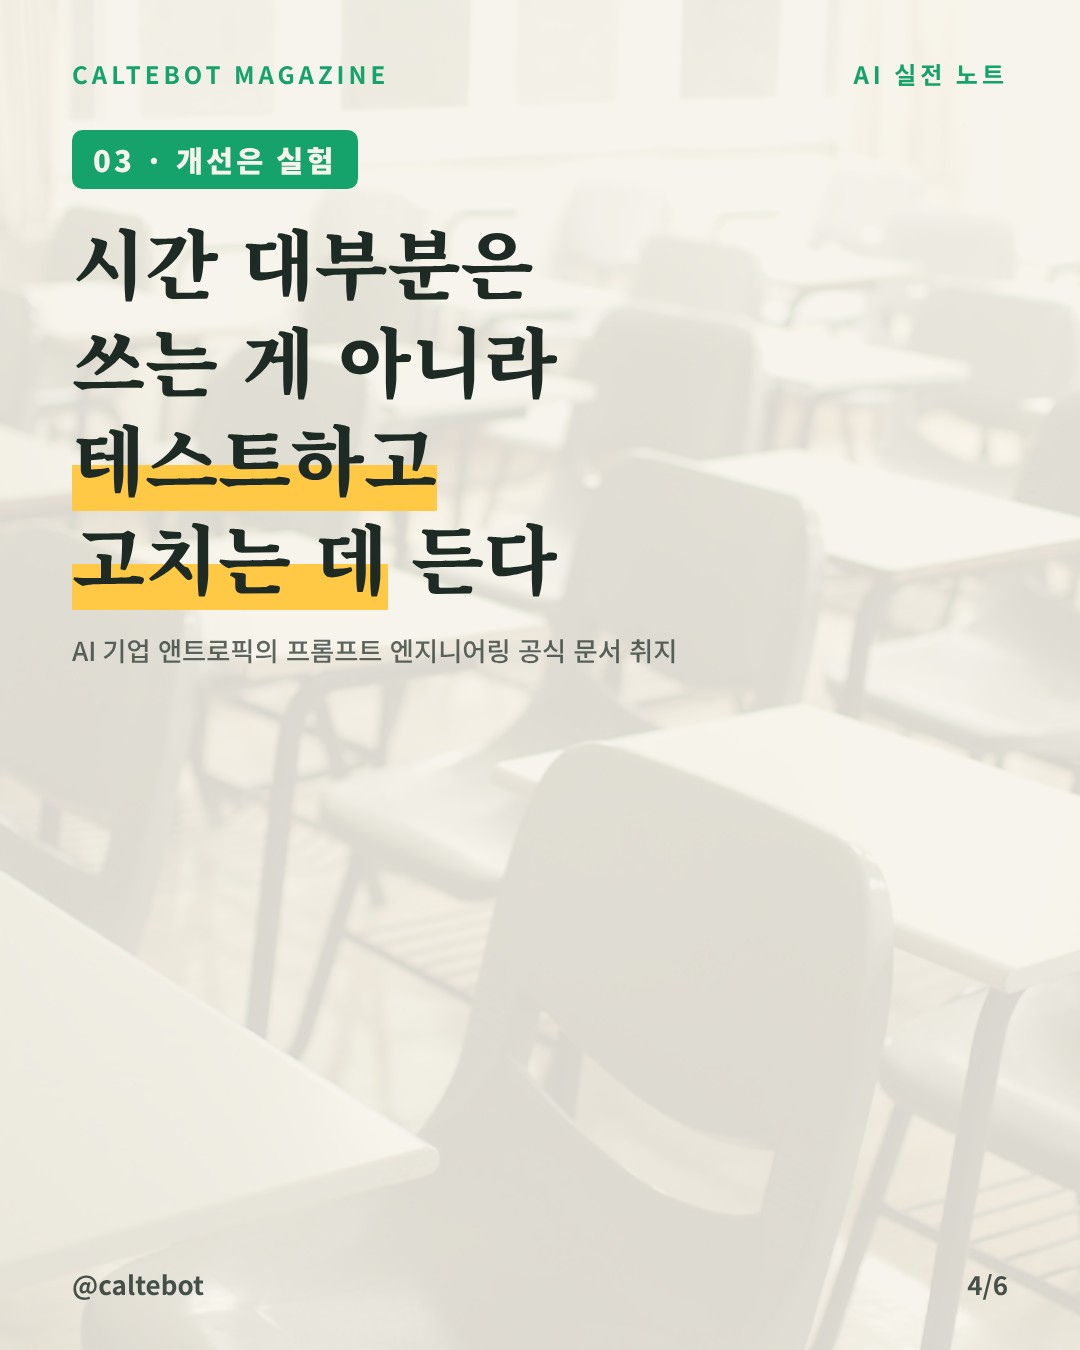 CALTEBOT MAGAZINE
AI 실전 노트
03 · 개선은 실험
시간 대부분은
쓰는 게 아니라
테스트하고
고치는 데 든다
AI 기업 앤트로픽의 프롬프트 엔지니어링 공식 문서 취지
@caltebot
4/6